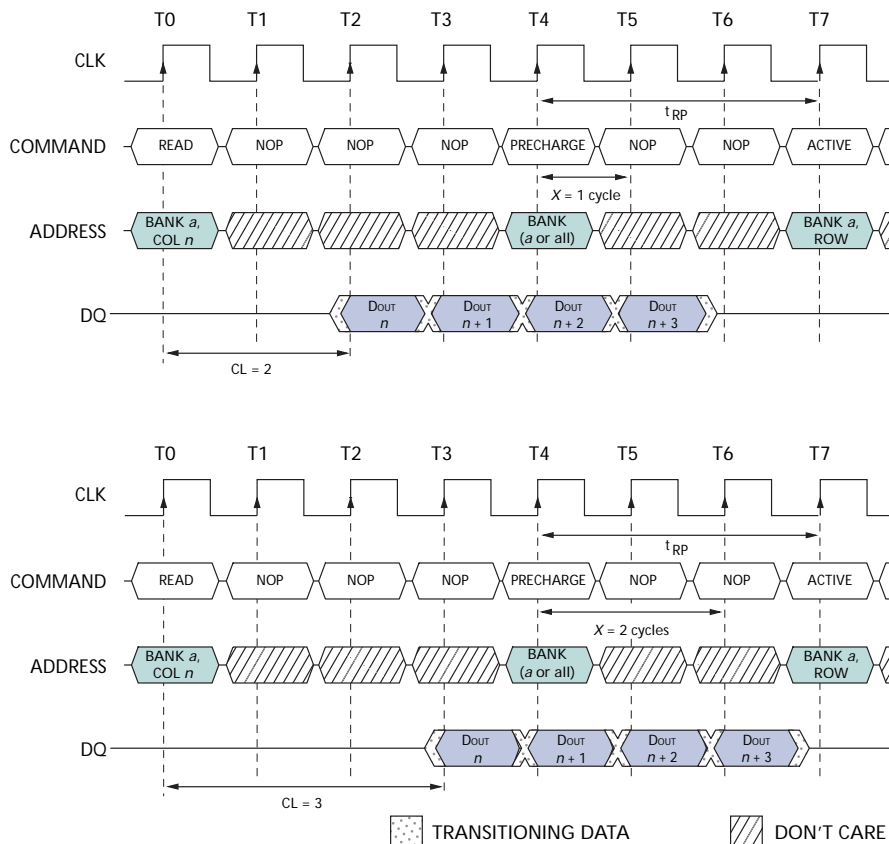 T0 T1 T2 T3 T4 T5 T6 T7
CLK
t RP
COMMAND READ NOP NOP NOP PRECHARGE NOP NOP ACTIVE
X = 1 cycle
ADDRESS BANK a, COL n BANK (a or all) BANK a, ROW
DQ DOUT n DOUT n + 1 DOUT n + 2 DOUT n + 3
CL = 2
T0 T1 T2 T3 T4 T5 T6 T7
CLK
t RP
COMMAND READ NOP NOP NOP PRECHARGE NOP NOP ACTIVE
X = 2 cycles
ADDRESS BANK a, COL n BANK (a or all) BANK a, ROW
DQ DOUT n DOUT n + 1 DOUT n + 2 DOUT n + 3
CL = 3
TRANSITIONING DATA DON'T CARE